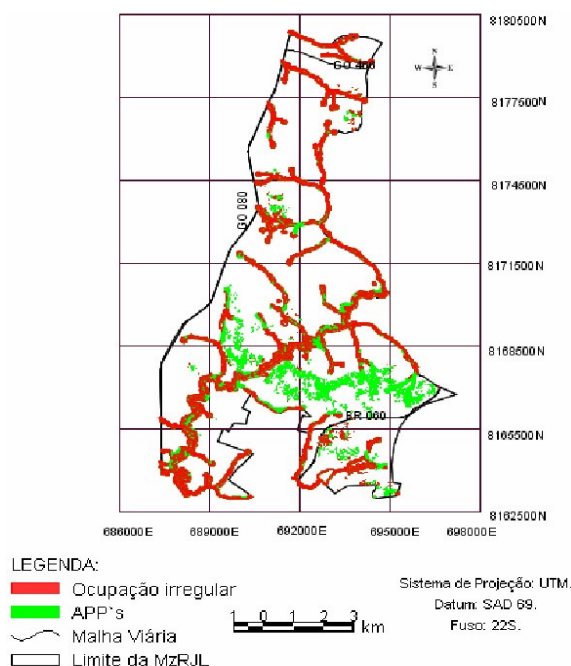 8180500N
GO 460
N
W E
S
8177500N
8174500N
GO 080
8171500N
8168500N
BR 060
8165500N
8162500N
686000E 689000E 692000E 695000E 698000E
LEGENDA:
Ocupação irregular
APP`s
Malha Viária
Limite da MzRJL
1 0 1 2 3
km
Sistema de Projeção: UTM.
Datum: SAD 69.
Fuso: 22S.